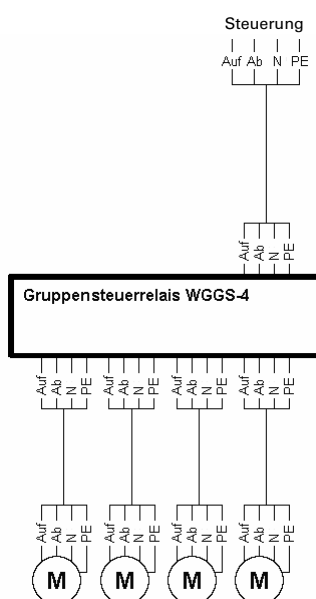 Steuerung
Auf Ab N PE
Auf Ab N PE
Gruppensteuerrelais WGGS-4
Auf Ab N PE Auf Ab N PE Auf Ab N PE Auf Ab N PE
Auf Ab N PE Auf Ab N PE Auf Ab N PE Auf Ab N PE
M M M M